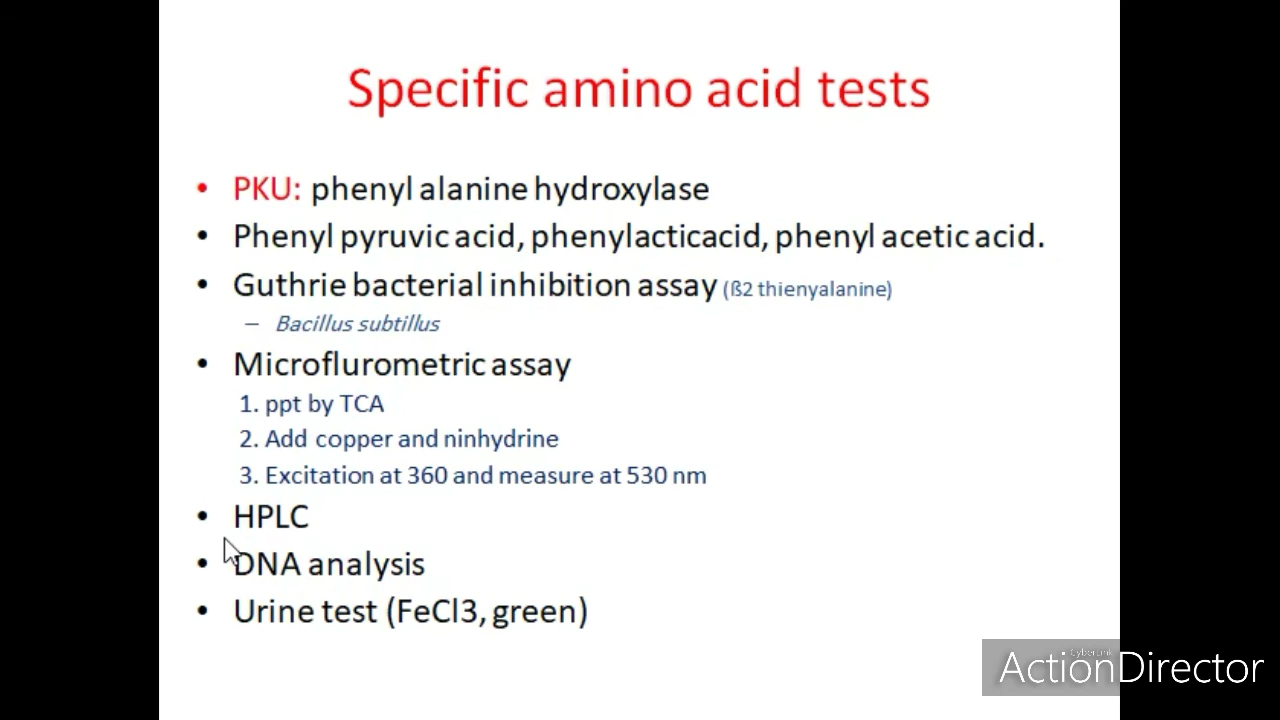 Specific amino acid tests
• PKU: phenyl alanine hydroxylase
• Phenyl pyruvic acid, phenylacticacid, phenyl acetic acid.
• Guthrie bacterial inhibition assay (ß2 thienyalanine)
– Bacillus subtillus
• Microflurometric assay
1. ppt by TCA
2. Add copper and ninhydrine
3. Excitation at 360 and measure at 530 nm
• HPLC
• DNA analysis
• Urine test (FeCl3, green)
CyberLink
ActionDirector